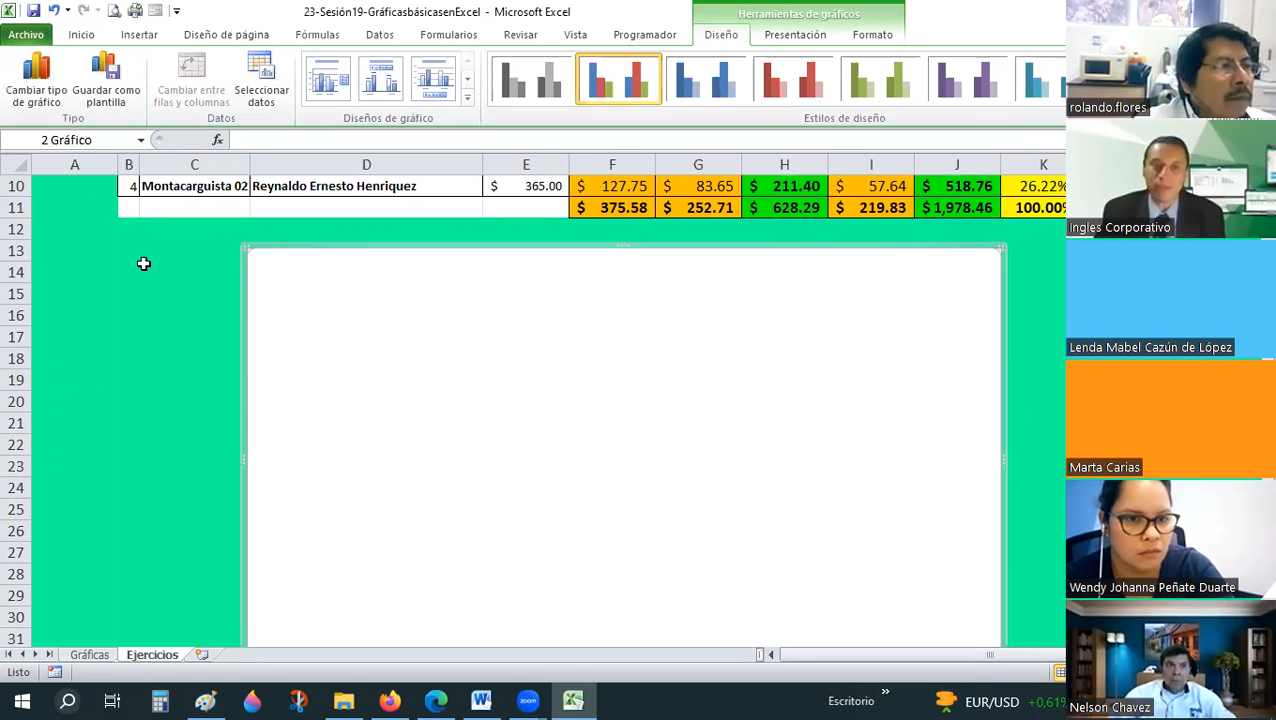 23-Sesión19-GráficasbásicasenExcel - Microsoft Excel
Herramientas de gráficos
Archivo Inicio Insertar Diseño de página Fórmulas Datos Formularios Revisar Vista Programador Diseño Presentación Formato
Cambiar tipo de gráfico
Guardar como plantilla
Cambiar entre filas y columnas
Seleccionar datos
Tipo Datos Diseños de gráfico Estilos de diseño
2 Gráfico fx
A B C D E F G H I J K
10 4 Montacarguista 02 Reynaldo Ernesto Henriquez $ 365.00 $ 127.75 $ 83.65 $ 211.40 $ 57.64 $ 518.76 26.22%
11 $ 375.58 $ 252.71 $ 628.29 $ 219.83 $ 1,978.46 100.00%
12
13
14
15
16
17
18
19
20
21
22
23
24
25
26
27
28
29
30
31
Gráficas Ejercicios
Listo
Escritorio » EUR/USD +0,61%
rolando.flores
Ingles Corporativo
Lenda Mabel Cazún de López
Marta Carias
Wendy Johanna Peñate Duarte
Nelson Chavez